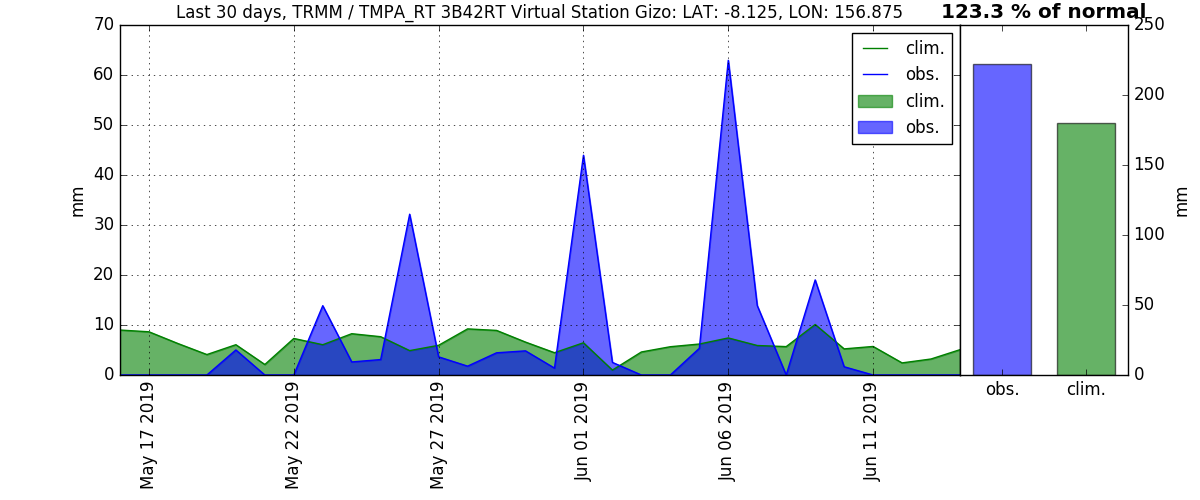 Last 30 days, TRMM / TMPA_RT 3B42RT Virtual Station Gizo: LAT: -8.125, LON: 156.875
123.3 % of normal
70
60
50
40
30
20
10
0
mm
clim.
obs.
clim.
obs.
May 17 2019
May 22 2019
May 27 2019
Jun 01 2019
Jun 06 2019
Jun 11 2019
250
200
150
100
50
0
mm
obs.
clim.